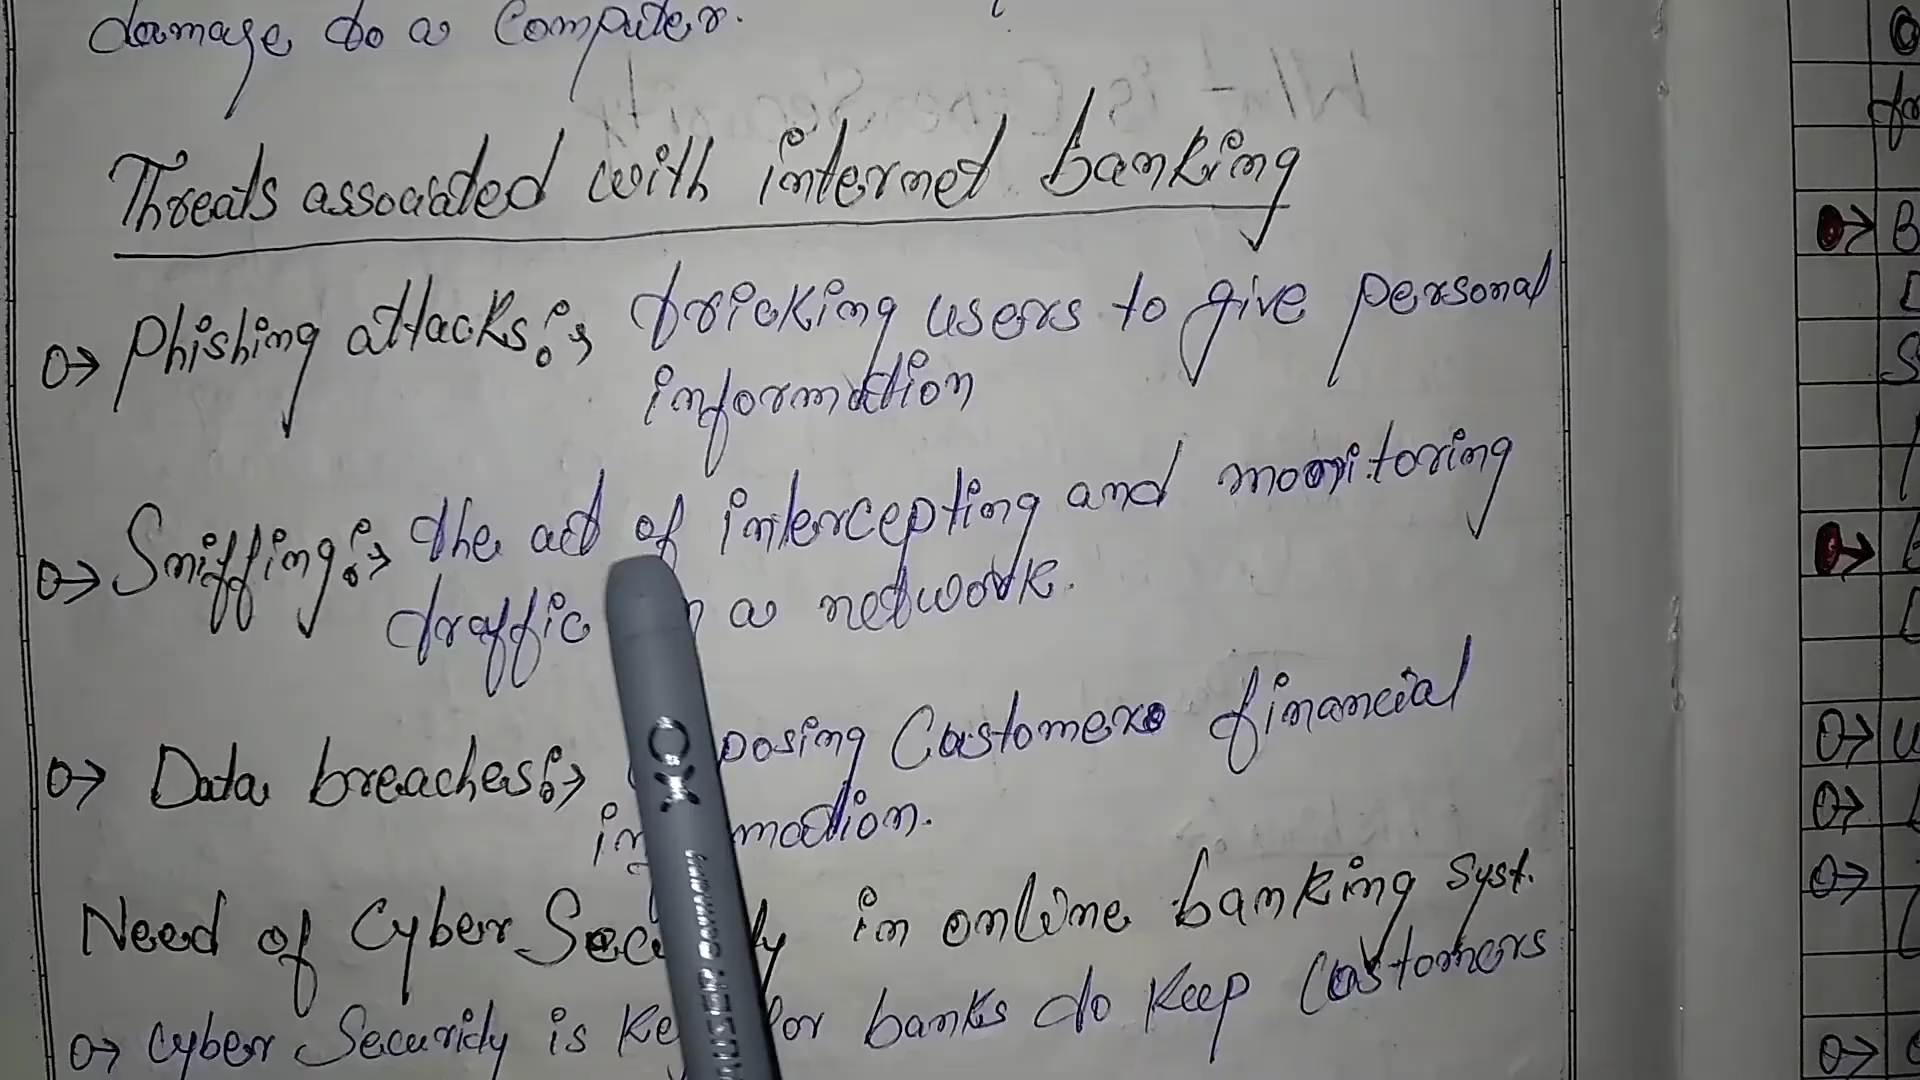 damage to a Computer.
Threats associated with internet banking
Phishing attacks: tricking users to give personal
information
Sniffing: the act of intercepting and monitoring
traffic a network.
Data breaches: Customers financial
Need of Cyber Security in online banking Syst.
Cyber Security is Key for banks to Keep Customers